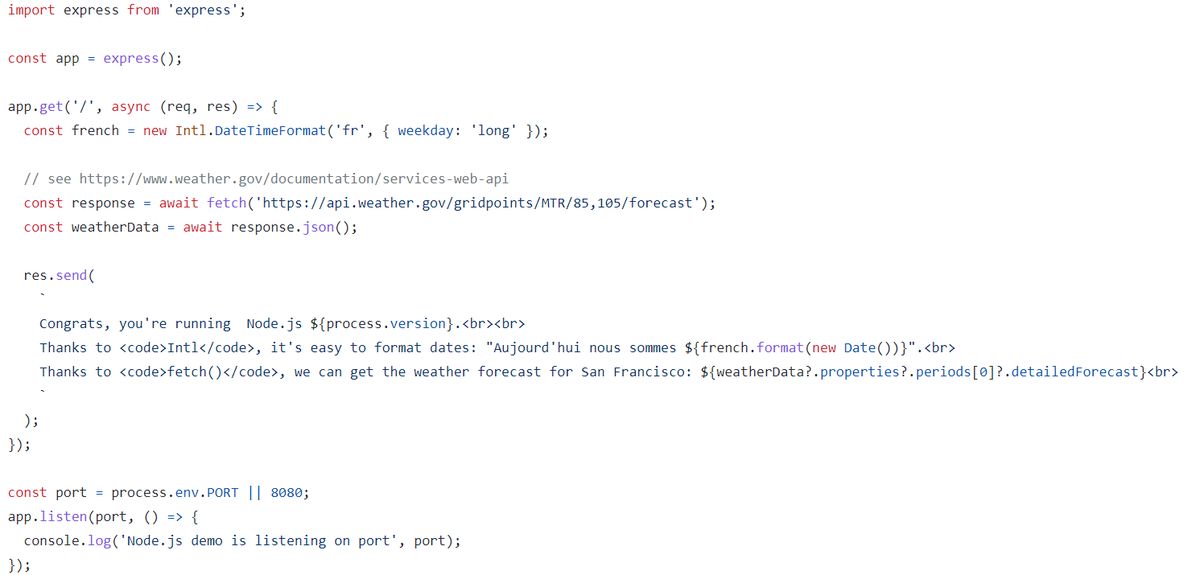 import express from 'express';
const app = express();
app.get('/', async (req, res) => {
const french = new Intl.DateTimeFormat('fr', { weekday: 'long' });
// see https://www.weather.gov/documentation/services-web-api
const response = await fetch('https://api.weather.gov/gridpoints/MTR/85,105/forecast');
const weatherData = await response.json();
res.send(
`
Congrats, you're running  Node.js ${process.version}.<br><br>
Thanks to <code>Intl</code>, it's easy to format dates: "Aujourd'hui nous sommes ${french.format(new Date())}".<br>
Thanks to <code>fetch()</code>, we can get the weather forecast for San Francisco: ${weatherData?.properties?.periods[0]?.detailedForecast}<br>
`
);
});
const port = process.env.PORT || 8080;
app.listen(port, () => {
console.log('Node.js demo is listening on port', port);
});